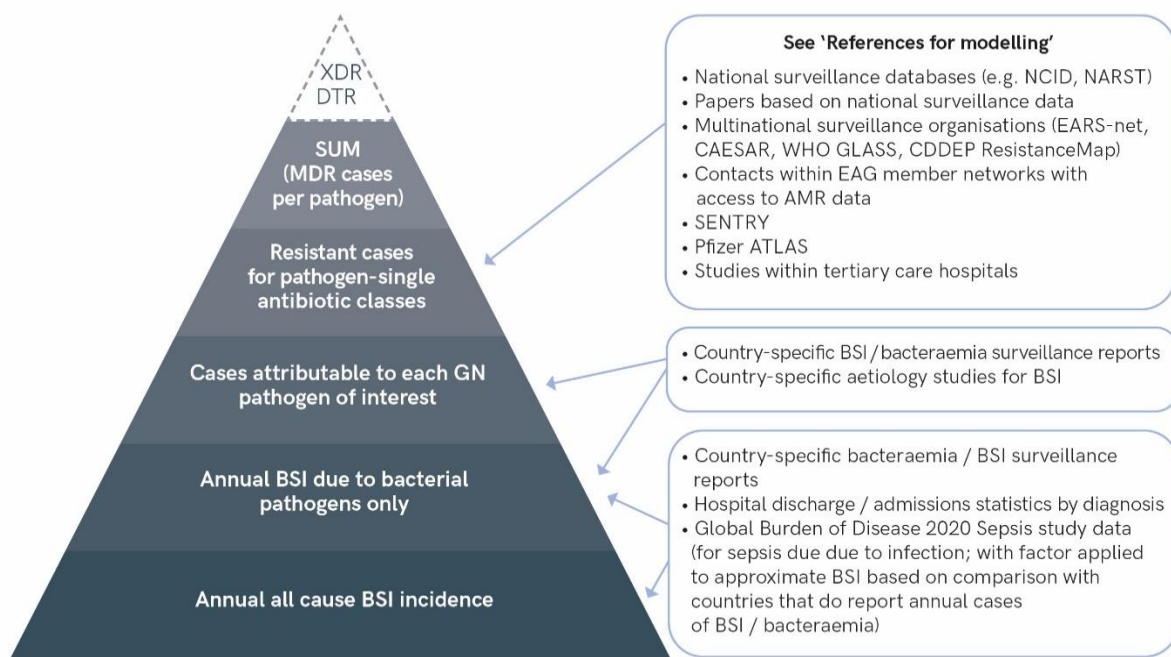 XDR
DTR
SUM
(MDR cases
per pathogen)
Resistant cases
for pathogen-single
antibiotic classes
Cases attributable to each GN
pathogen of interest
Annual BSI due to bacterial
pathogens only
Annual all cause BSI incidence
See ‘References for modelling’
• National surveillance databases (e.g. NCID, NARST)
• Papers based on national surveillance data
• Multinational surveillance organisations (EARS-net,
CAESAR, WHO GLASS, CDDEP ResistanceMap)
• Contacts within EAG member networks with
access to AMR data
• SENTRY
• Pfizer ATLAS
• Studies within tertiary care hospitals
• Country-specific BSI/bacteraemia surveillance reports
• Country-specific aetiology studies for BSI
• Country-specific bacteraemia / BSI surveillance
reports
• Hospital discharge / admissions statistics by diagnosis
• Global Burden of Disease 2020 Sepsis study data
(for sepsis due due to infection; with factor applied
to approximate BSI based on comparison with
countries that do report annual cases
of BSI / bacteraemia)